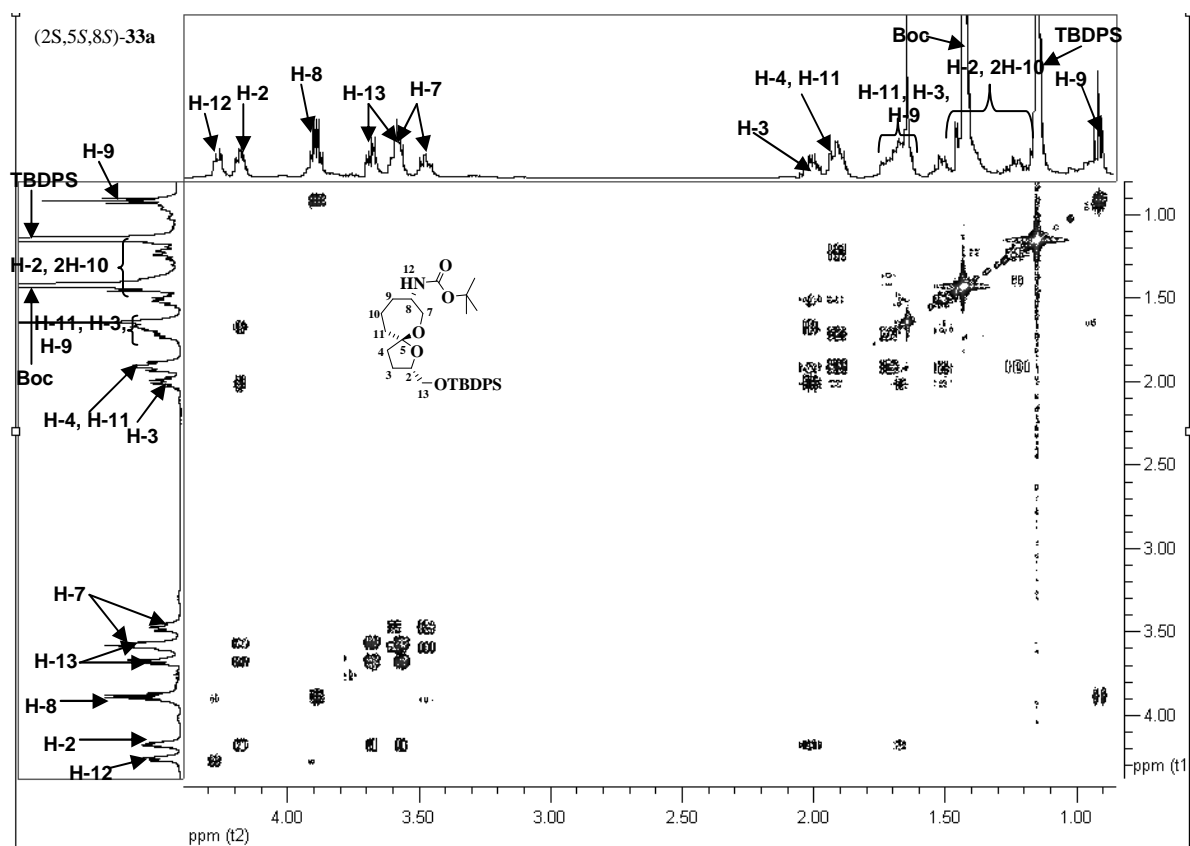 (2S,5S,8S)-33a
Boc
TBDPS
H-8
H-4, H-11
H-2, 2H-10
H-12
H-2
H-13
H-7
H-11, H-3,
H-9
H-9
H-3
H-9
TBDPS
H-2, 2H-10
H-11, H-3,
H-9
Boc
H-4, H-11
H-3
H-7
H-13
H-8
H-2
H-12
12
HN
O
O
9
8
7
10
11
O
5
O
4
3
2
13
OTBDPS
1.00
1.50
2.00
2.50
3.00
3.50
4.00
ppm (t1
4.00
3.50
3.00
2.50
2.00
1.50
1.00
ppm (t2)